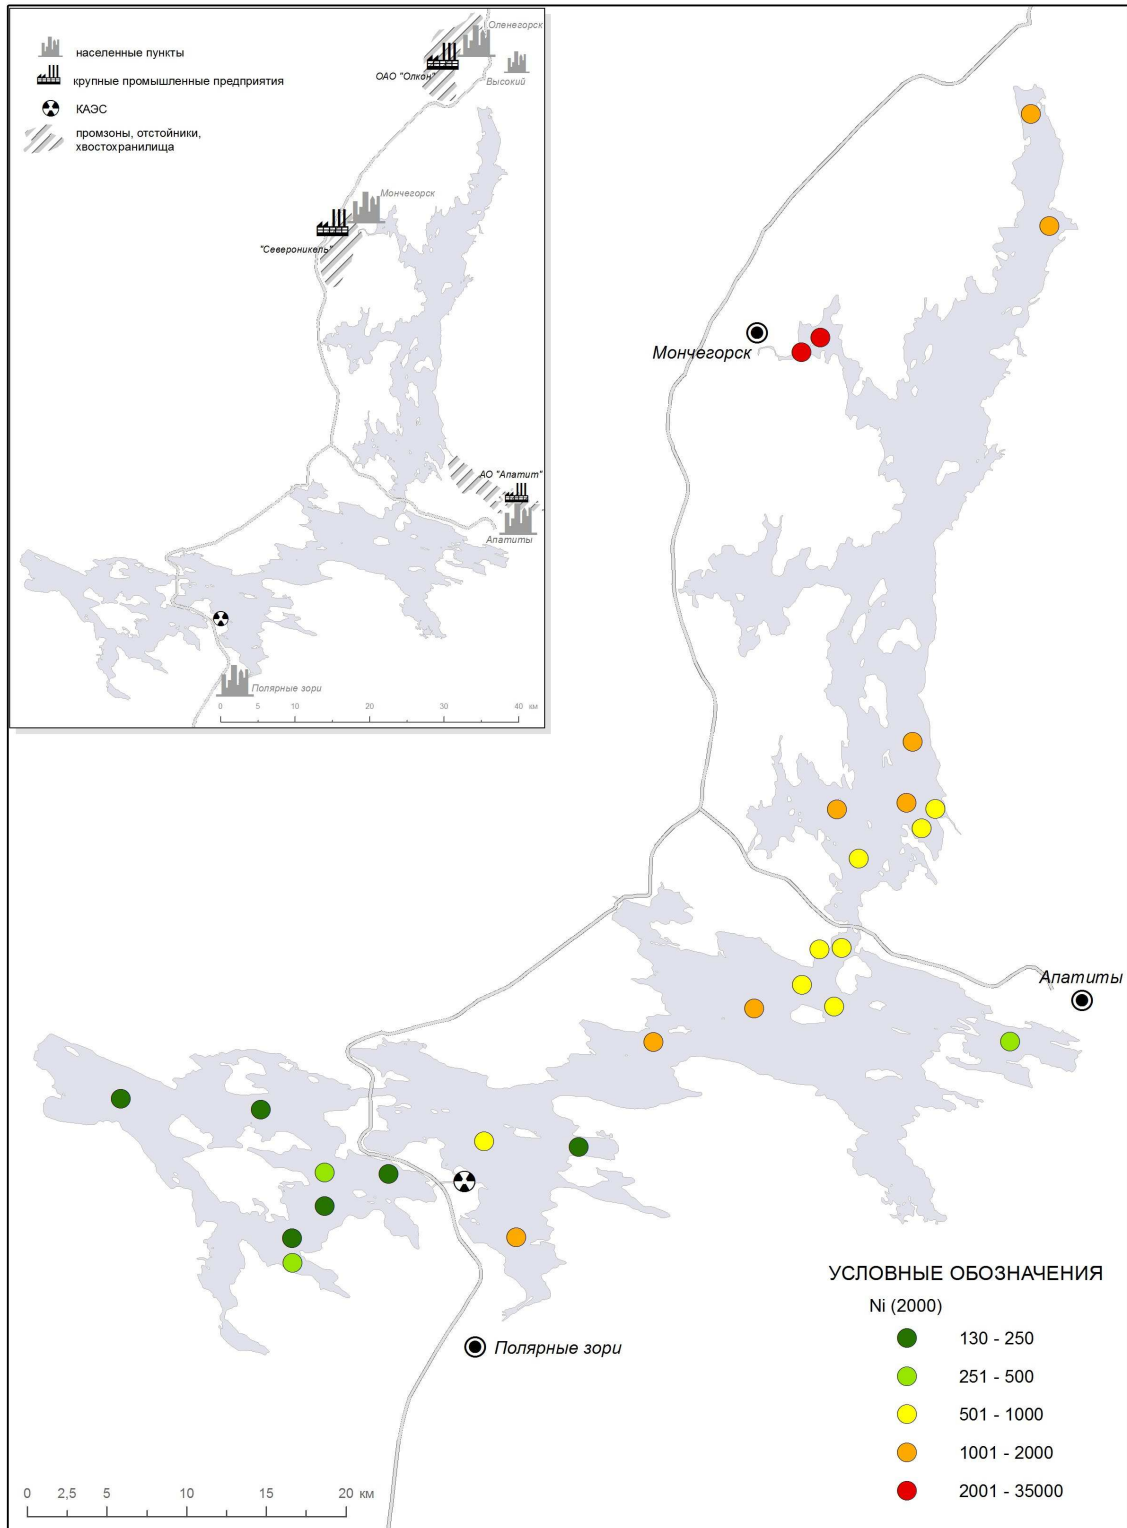 населенные пункты
крупные промышленные предприятия
КАЭС
промзоны, отстойники,
хвостохранилища
Оленегорск
ОАО "Олкон"
Высокий
Мончегорск
"Североникель"
АО "Апатит"
Апатиты
Полярные зори
0 5 10 20 30 40 км
Мончегорск
Апатиты
Полярные зори
УСЛОВНЫЕ ОБОЗНАЧЕНИЯ
Ni (2000)
130 - 250
251 - 500
501 - 1000
1001 - 2000
2001 - 35000
0 2,5 5 10 15 20 км